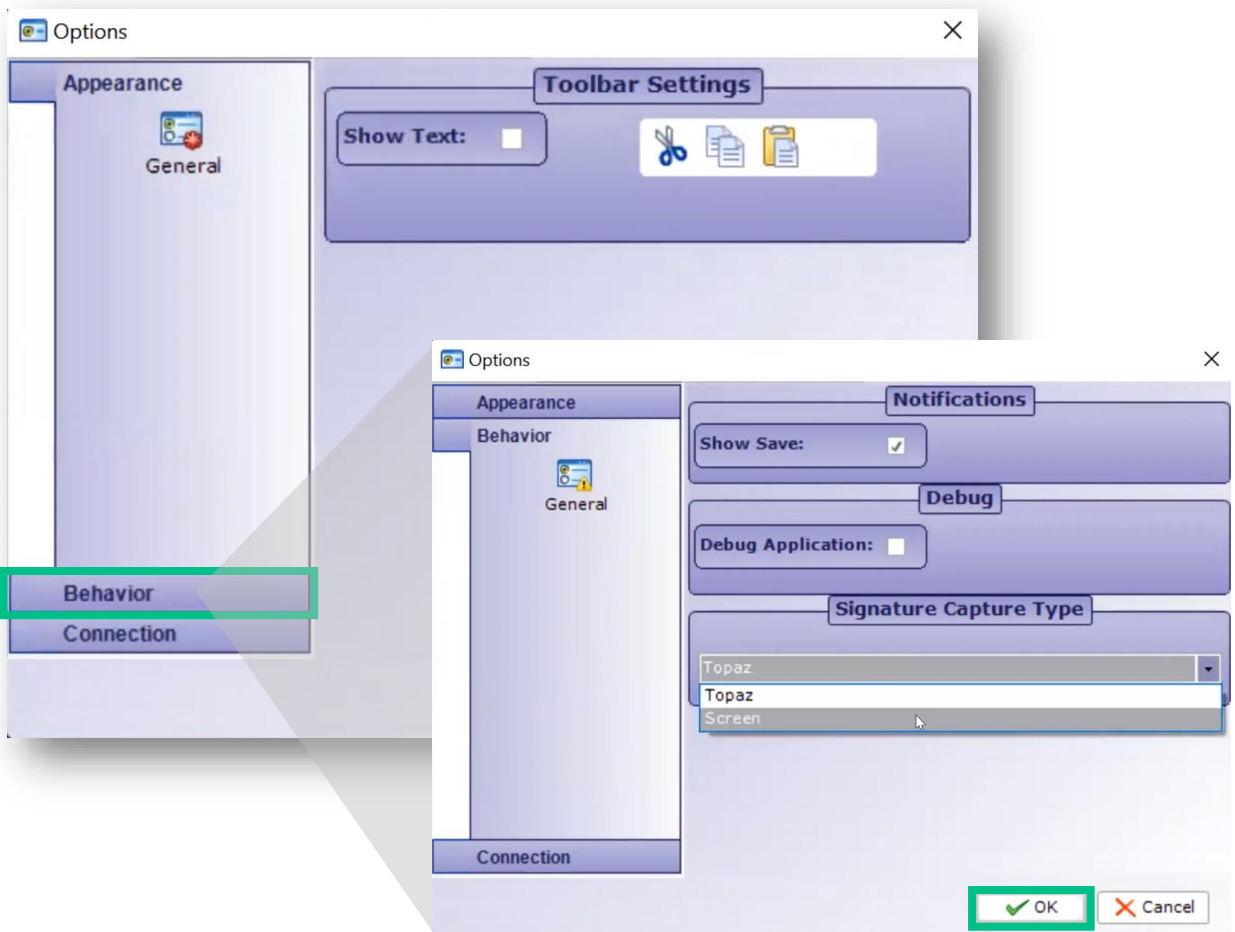 Options
Appearance
General
Behavior
Connection
Toolbar Settings
Show Text:
Options
Appearance
Behavior
General
Connection
Notifications
Show Save:
Debug
Debug Application:
Signature Capture Type
Topaz
Topaz
Screen
OK
Cancel